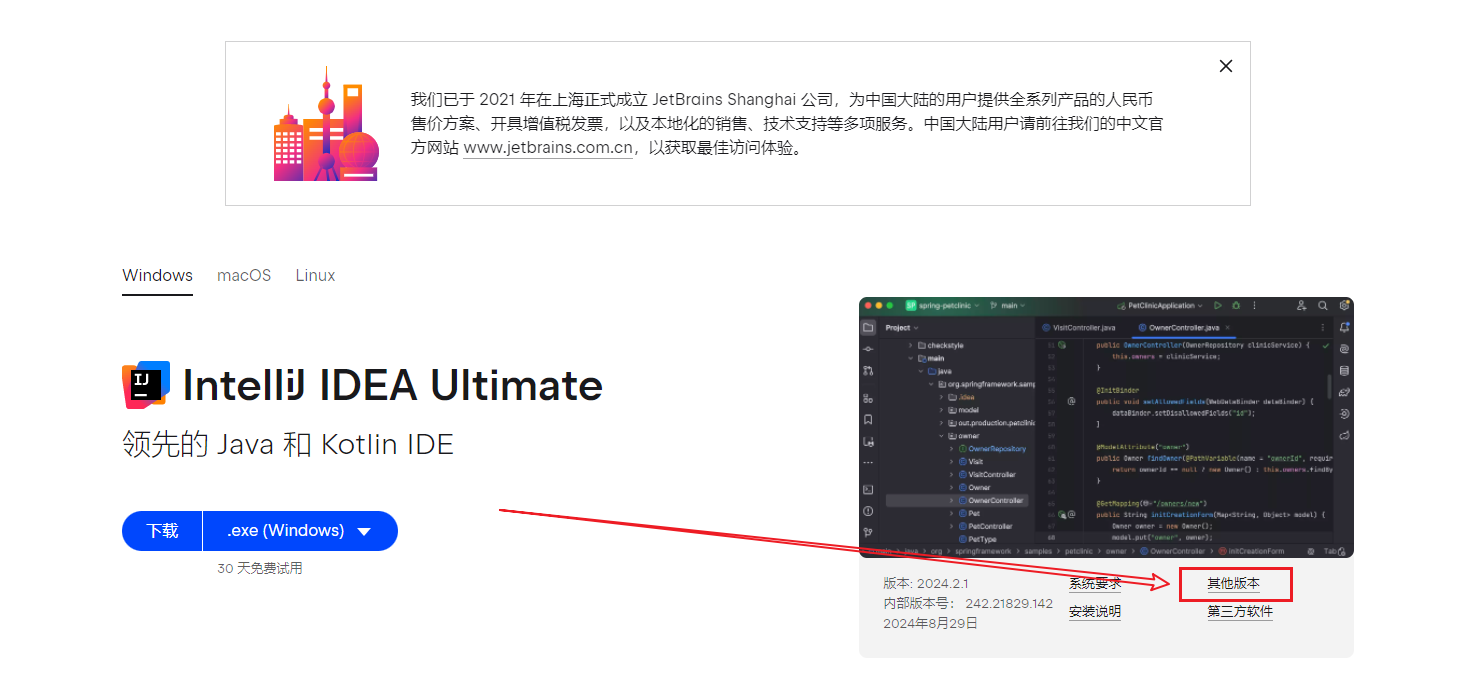 我们已于 2021 年在上海正式成立 JetBrains Shanghai 公司，为中国大陆的用户提供全系列产品的人民币
售价方案、开具增值税发票，以及本地化的销售、技术支持等多项服务。中国大陆用户请前往我们的中文官
方网站 www.jetbrains.com.cn，以获取最佳访问体验。
Windows macOS Linux
IJ
IntelliJ IDEA Ultimate
领先的 Java 和 Kotlin IDE
下载 .exe (Windows)
30 天免费试用
SP spring-petclinic main PetClinicApplication
Project
VisitController.java OwnerController.java
checkstyle
main
java
org.springframework.samp
.idea
model
out.production.petclinic
owner
OwnerRepository
Visit
VisitController
Owner
OwnerController
Pet
PetController
PetType
public OwnerController(OwnerRepository clinicService) {
this.owners = clinicService;
}
@InitBinder
public void setAllowedFields(WebDataBinder dataBinder) {
dataBinder.setDisallowedFields("id");
}
@ModelAttribute("owner")
public Owner findOwner(@PathVariable(name = "ownerId", requir
return ownerId == null ? new Owner() : this.owners.findBy
}
@GetMapping("/owners/new")
public String initCreationForm(Map<String, Object> model) {
Owner owner = new Owner();
model.put("owner", owner);
main java org springframework samples petclinic owner OwnerController initCreationForm Tab
版本: 2024.2.1 系统要求 其他版本
内部版本号： 242.21829.142 安装说明 第三方软件
2024年8月29日